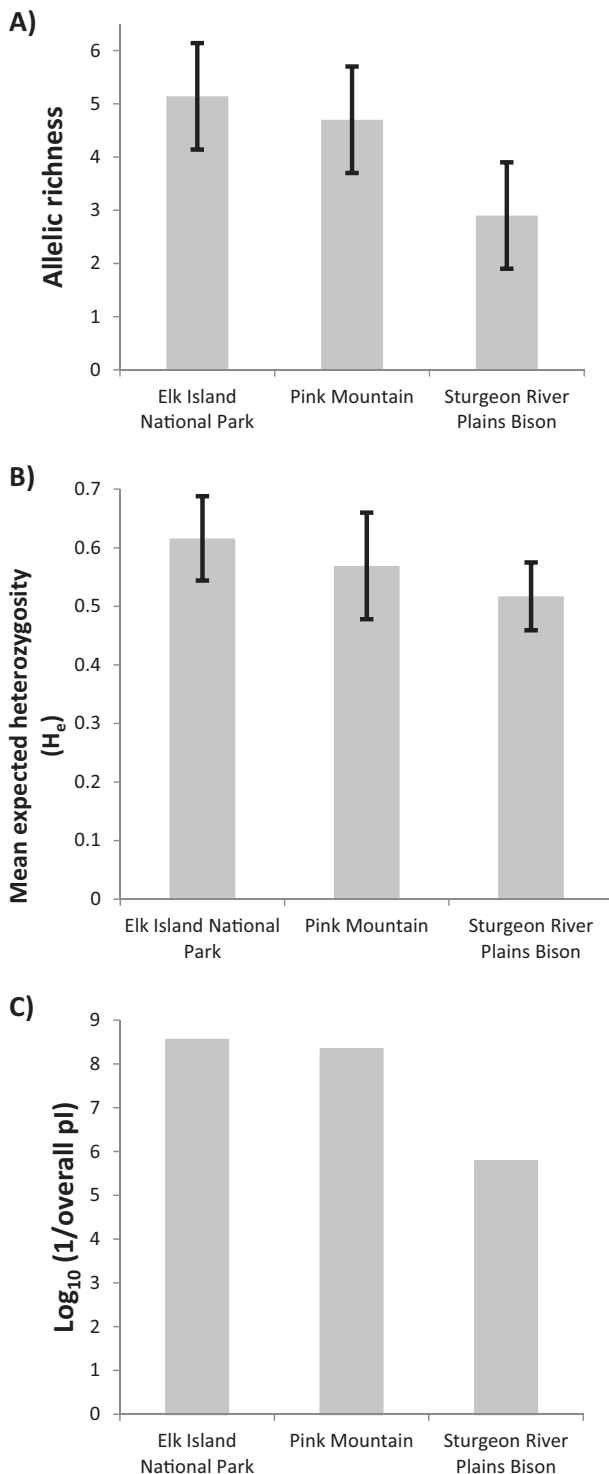 A)
Allelic richness
6
5
4
3
2
1
0
Elk Island
National Park
Pink Mountain
Sturgeon River
Plains Bison
B)
Mean expected heterozygosity
(Hₑ)
0.7
0.6
0.5
0.4
0.3
0.2
0.1
0
Elk Island National
Park
Pink Mountain
Sturgeon River
Plains Bison
C)
Log₁₀ (1/overall pI)
9
8
7
6
5
4
3
2
1
0
Elk Island
National Park
Pink Mountain
Sturgeon River
Plains Bison